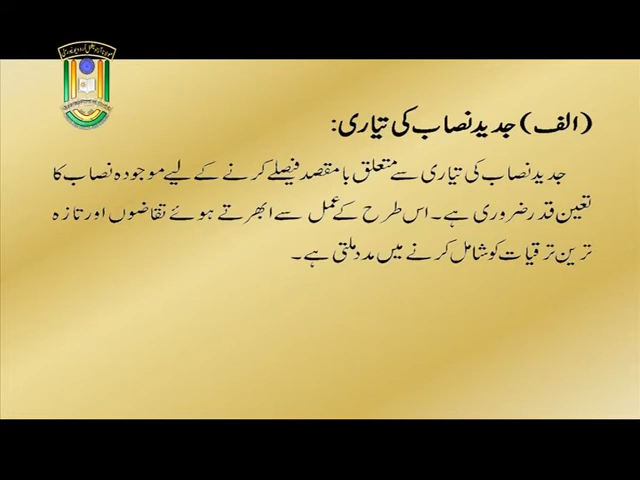 (الف) جدید نصاب کی تیاری:
جدید نصاب کی تیاری سے متعلق با مقصد فیصلے کرنے کے لیے موجودہ نصاب کا
تعین قدر ضروری ہے۔ اس طرح کے عمل سے ابھرتے ہوئے تقاضوں اور تازہ
ترین ترقیات کو شامل کرنے میں مدد ملتی ہے۔